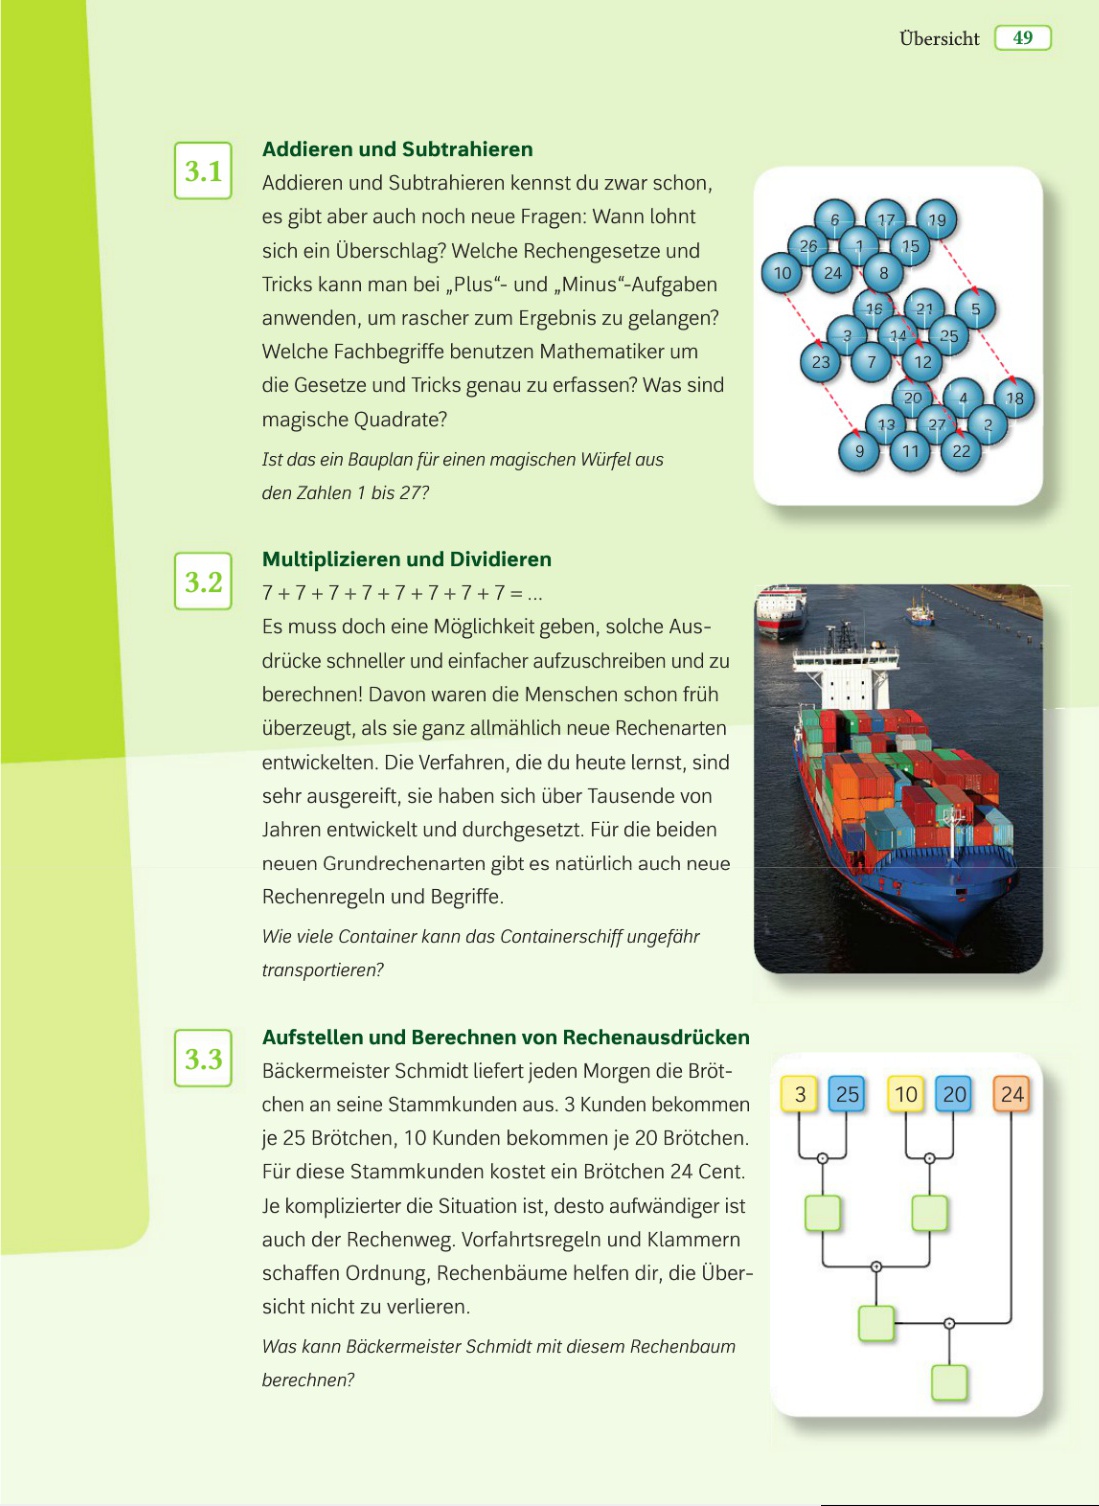 Übersicht 49
3.1
Addieren und Subtrahieren
Addieren und Subtrahieren kennst du zwar schon,
es gibt aber auch noch neue Fragen: Wann lohnt
sich ein Überschlag? Welche Rechengesetze und
Tricks kann man bei „Plus“- und „Minus“-Aufgaben
anwenden, um rascher zum Ergebnis zu gelangen?
Welche Fachbegriffe benutzen Mathematiker um
die Gesetze und Tricks genau zu erfassen? Was sind
magische Quadrate?
Ist das ein Bauplan für einen magischen Würfel aus
den Zahlen 1 bis 27?
6 17 19
26 1 15
10 24 8
16 21 5
3 14 25
23 7 12
20 4 18
13 27 2
9 11 22
3.2
Multiplizieren und Dividieren
7 + 7 + 7 + 7 + 7 + 7 + 7 + 7 = ...
Es muss doch eine Möglichkeit geben, solche Aus-
drücke schneller und einfacher aufzuschreiben und zu
berechnen! Davon waren die Menschen schon früh
überzeugt, als sie ganz allmählich neue Rechenarten
entwickelten. Die Verfahren, die du heute lernst, sind
sehr ausgereift, sie haben sich über Tausende von
Jahren entwickelt und durchgesetzt. Für die beiden
neuen Grundrechenarten gibt es natürlich auch neue
Rechenregeln und Begriffe.
Wie viele Container kann das Containerschiff ungefähr
transportieren?
3.3
Aufstellen und Berechnen von Rechenausdrücken
Bäckermeister Schmidt liefert jeden Morgen die Bröt-
chen an seine Stammkunden aus. 3 Kunden bekommen
je 25 Brötchen, 10 Kunden bekommen je 20 Brötchen.
Für diese Stammkunden kostet ein Brötchen 24 Cent.
Je komplizierter die Situation ist, desto aufwändiger ist
auch der Rechenweg. Vorfahrtsregeln und Klammern
schaffen Ordnung, Rechenbäume helfen dir, die Über-
sicht nicht zu verlieren.
Was kann Bäckermeister Schmidt mit diesem Rechenbaum
berechnen?
3 25 10 20 24
· ·
+
·